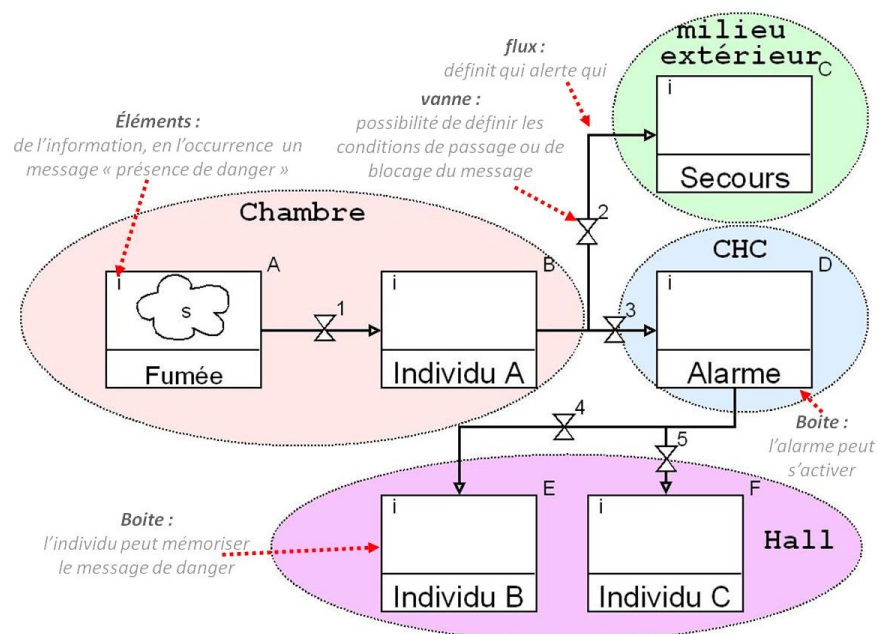 milieu
extérieur
C
i
Secours
flux :
définit qui alerte qui
vanne :
possibilité de définir les
conditions de passage ou de
blocage du message
2
Éléments :
de l'information, en l'occurrence un
message « présence de danger »
Chambre
A
i
s
Fumée
1
B
i
Individu A
CHC
D
3
i
Alarme
Boite :
l'alarme peut
s'activer
4
5
E
i
Individu B
F
i
Individu C
Hall
Boite :
l'individu peut mémoriser
le message de danger